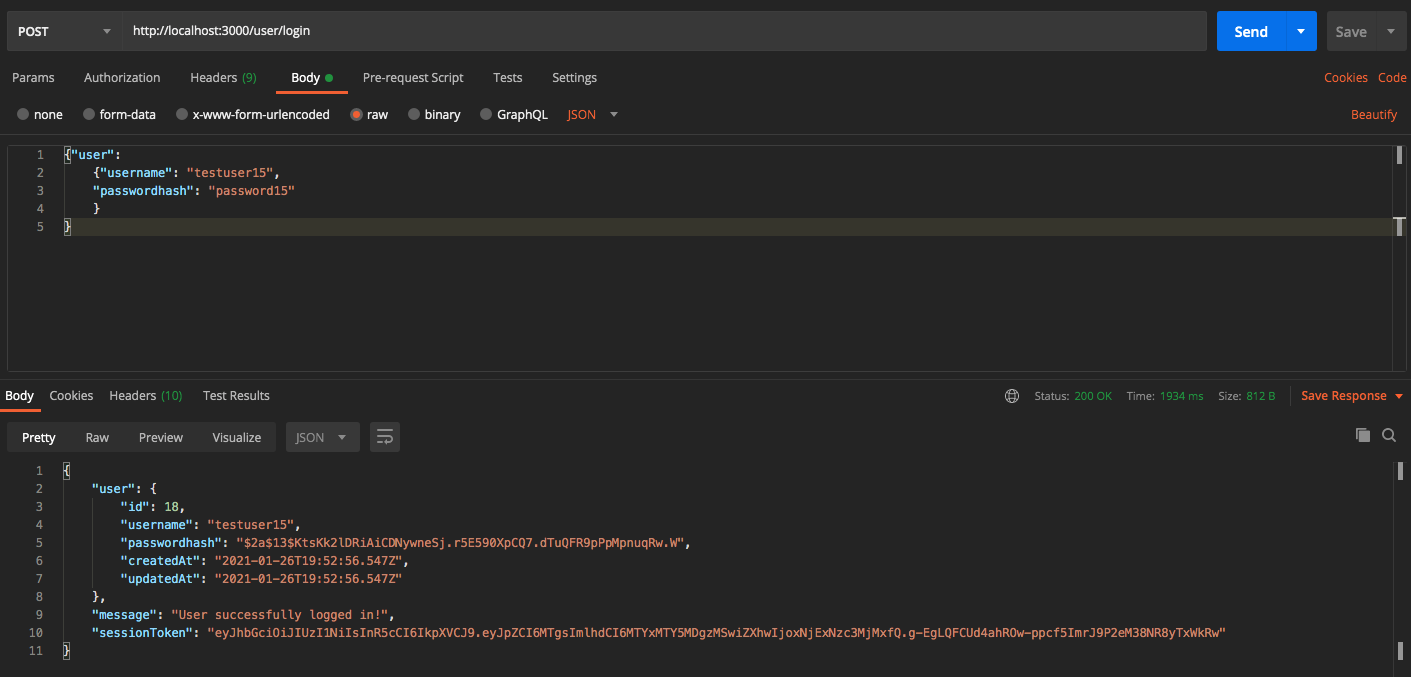 POST http://localhost:3000/user/login Send Save
Params Authorization Headers (9) Body Pre-request Script Tests Settings Cookies Code
none form-data x-www-form-urlencoded raw binary GraphQL JSON Beautify
1 {"user":
2 {"username": "testuser15",
3 "passwordhash": "password15"
4 }
5 }
Body Cookies Headers (10) Test Results Status: 200 OK Time: 1934 ms Size: 812 B Save Response
Pretty Raw Preview Visualize JSON
1 {
2 "user": {
3 "id": 18,
4 "username": "testuser15",
5 "passwordhash": "$2a$13$KtsKk2lDRiAiCDNywneSj.r5E590XpCQ7.dTuQFR9pPpMpnuqRw.W",
6 "createdAt": "2021-01-26T19:52:56.547Z",
7 "updatedAt": "2021-01-26T19:52:56.547Z"
8 },
9 "message": "User successfully logged in!",
10 "sessionToken": "eyJhbGciOiJIUzI1NiIsInR5cCI6IkpXVCJ9.eyJpZCI6MTgsImlhdCI6MTYxMTY5MDgzMSwiZXhwIjoxNjExNzc3MjMxfQ.g-EgLQFCUd4ahROw-ppcf5ImrJ9P2eM38NR8yTxWkRw"
11 }